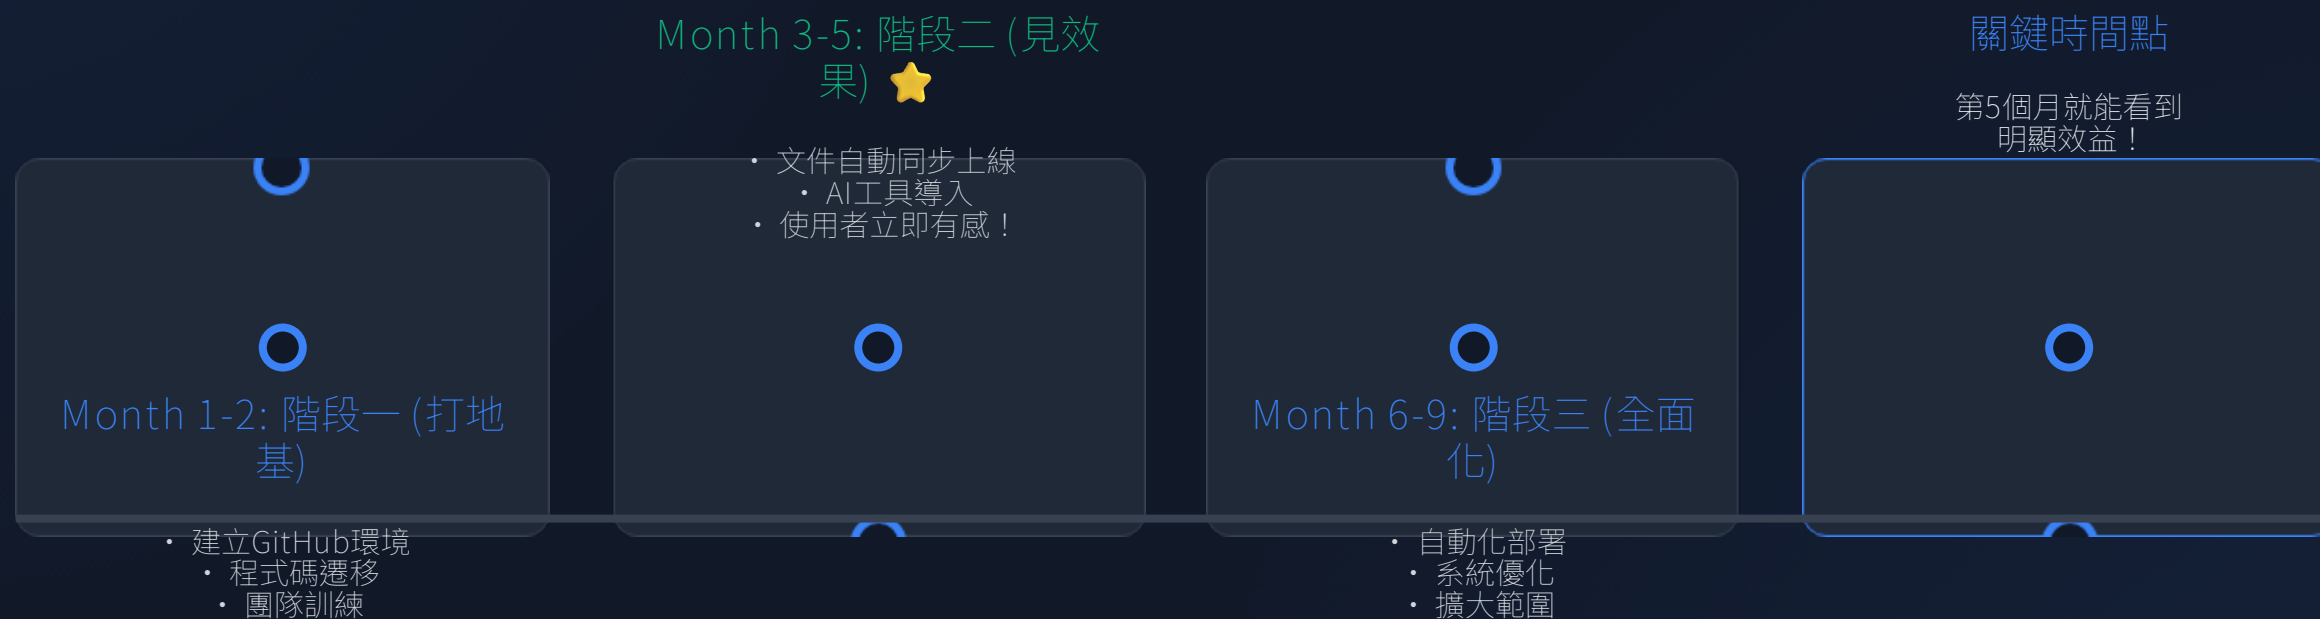 Month 1-2: 階段一 (打地
基)
• 建立GitHub環境
• 程式碼遷移
• 團隊訓練
Month 3-5: 階段二 (見效
果) ⭐
• 文件自動同步上線
• AI工具導入
• 使用者立即有感！
Month 6-9: 階段三 (全面
化)
• 自動化部署
• 系統優化
• 擴大範圍
關鍵時間點
第5個月就能看到
明顯效益！